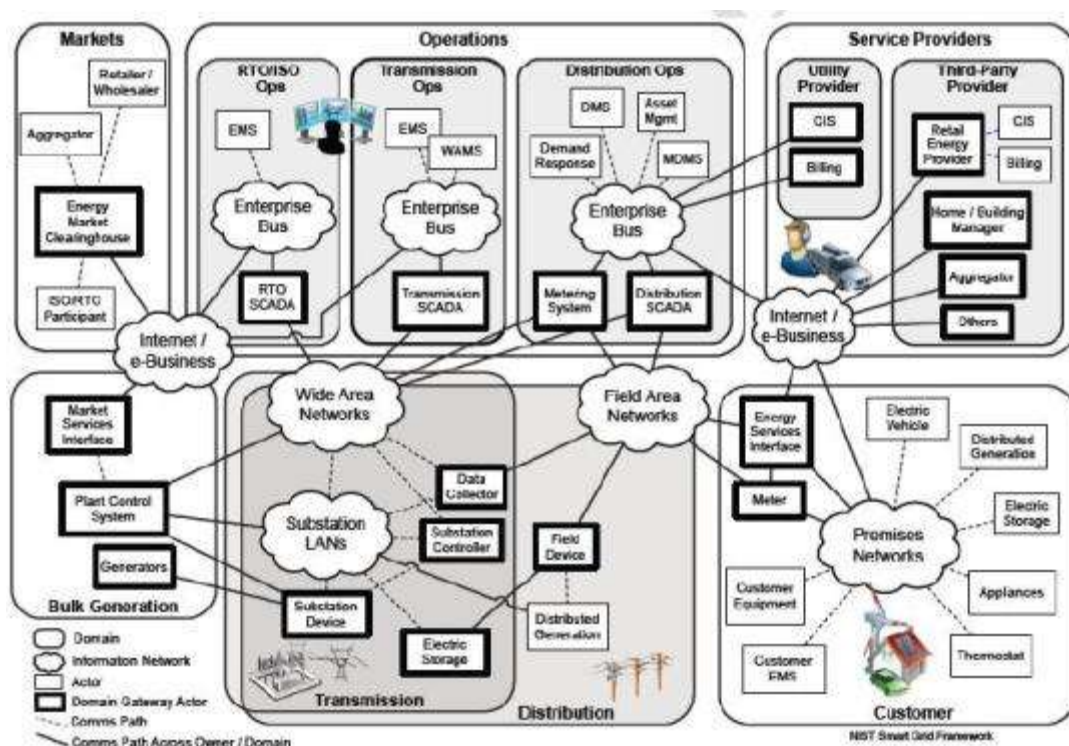 Markets
Retailer /
Wholesaler
Aggregator
Energy
Market
Clearinghouse
ISO/RTO
Participant
Operations
RTO/ISO
Ops
EMS
Enterprise
Bus
RTO
SCADA
Transmission
Ops
EMS
WAMS
Enterprise
Bus
Transmission
SCADA
Distribution Ops
DMS
Asset
Mgmt
Demand
Response
MDMS
Enterprise
Bus
Metering
System
Distribution
SCADA
Service Providers
Utility
Provider
CIS
Billing
Third-Party
Provider
Retail
Energy
Provider
CIS
Billing
Home / Building
Manager
Aggregator
Others
Internet /
e-Business
Internet /
e-Business
Wide Area
Networks
Field Area
Networks
Market
Services
Interface
Plant Control
System
Generators
Bulk Generation
Data
Collector
Substation
LANs
Substation
Controller
Substation
Device
Electric
Storage
Field
Device
Distributed
Generation
Transmission
Distribution
Energy
Services
Interface
Meter
Electric
Vehicle
Distributed
Generation
Electric
Storage
Premises
Networks
Appliances
Customer
Equipment
Thermostat
Customer
EMS
Customer
NIST Smart Grid Framework
Domain
Information Network
Actor
Domain Gateway Actor
Comms Path
Comms Path Across Owner / Domain